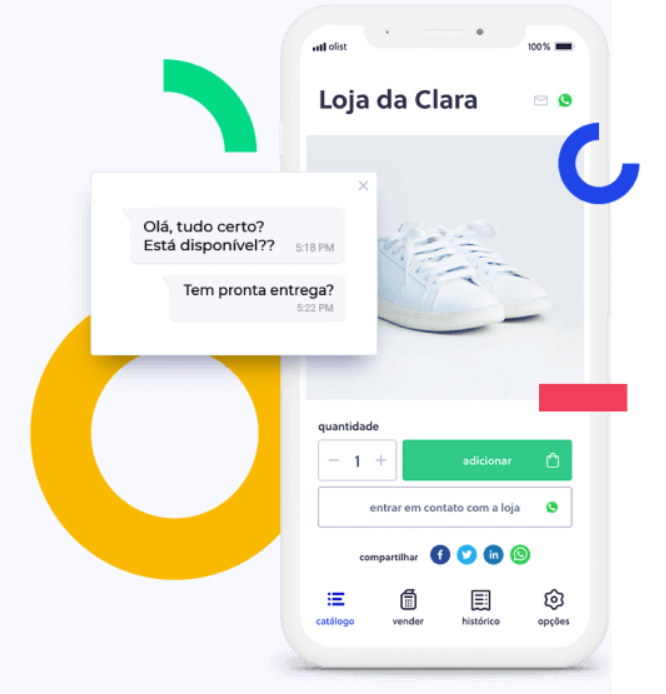 olist
100%
Loja da Clara
Olá, tudo certo?
Está disponível??
5:18 PM
Tem pronta entrega?
5:22 PM
quantidade
1
adicionar
entrar em contato com a loja
compartilhar
catálogo
vender
histórico
opções